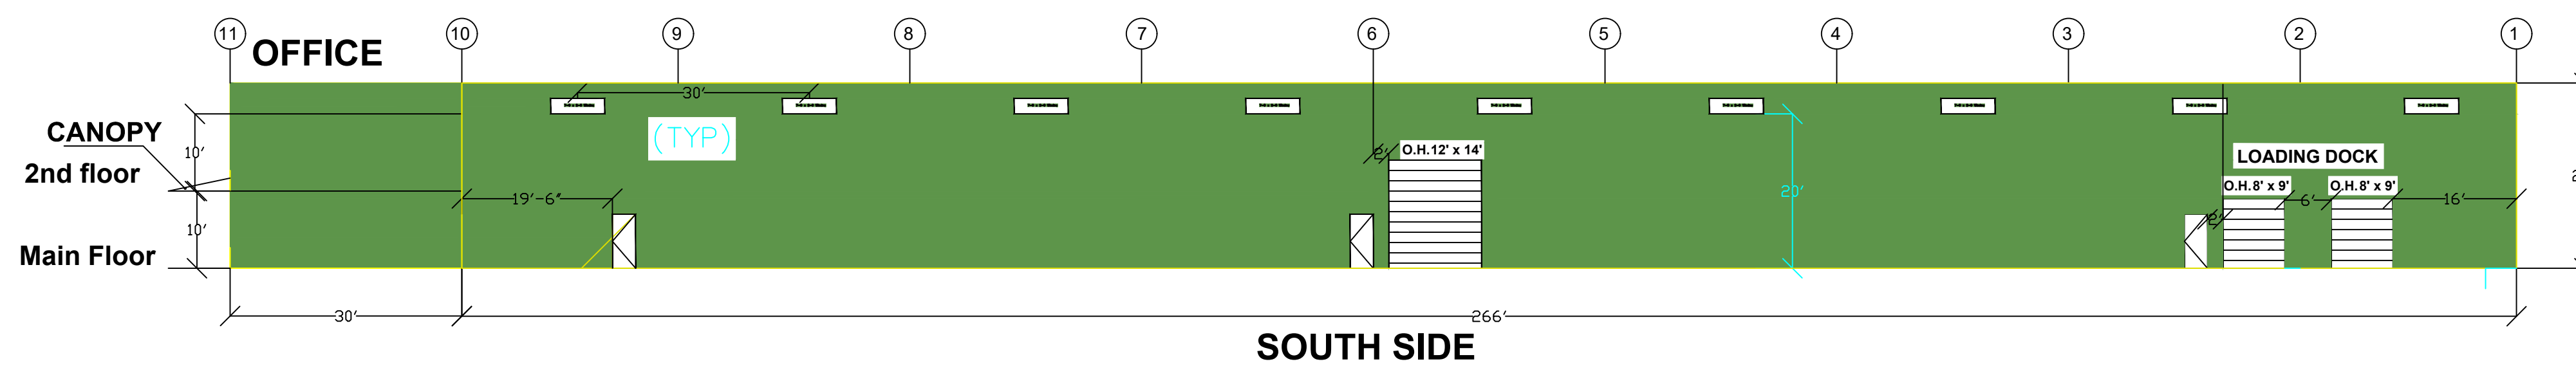 11 10 9 8 7 6 5 4 3 2 1
OFFICE
30'
(TYP)
CANOPY
10'
2nd floor
2'
O.H.12' x 14'
LOADING DOCK
O.H.8' x 9' O.H.8' x 9'
19'-6"
20'
6'
16'
2'
10'
Main Floor
30'
266'
SOUTH SIDE